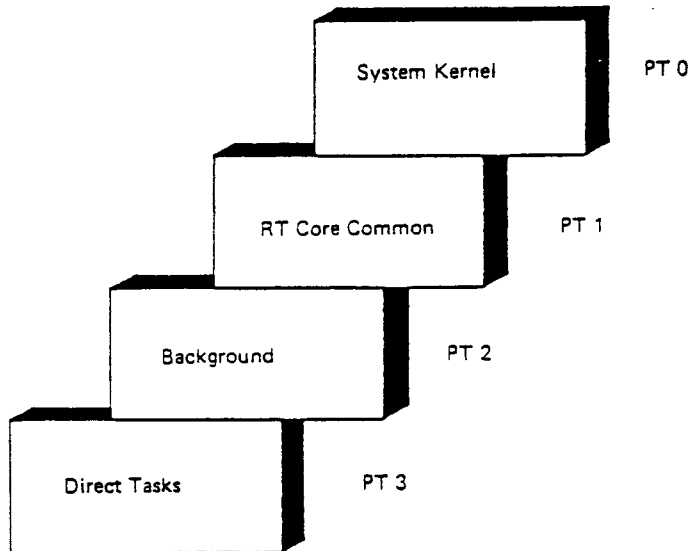 System Kernel
PT 0
RT Core Common
PT 1
Background
PT 2
Direct Tasks
PT 3